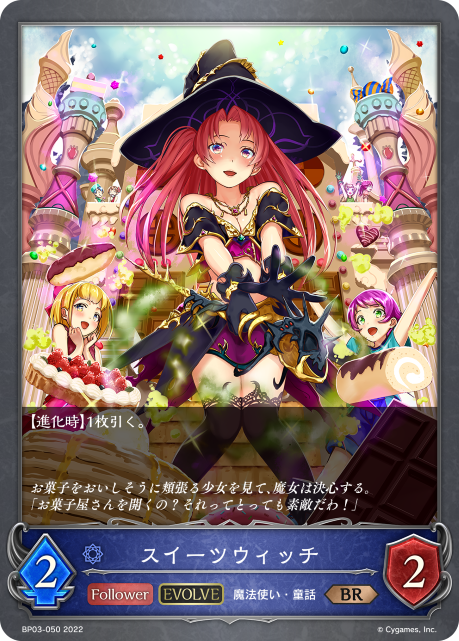 【進化時】1枚引く。
お菓子をおいしそうに頬張る少女を見て、魔女は決心する。
「お菓子屋さんを開くの？それってとっても素敵だわ！」
スイーツウィッチ
2
2
Follower EVOLVE 魔法使い・童話 BR
BP03-050 2022
© Cygames, Inc.